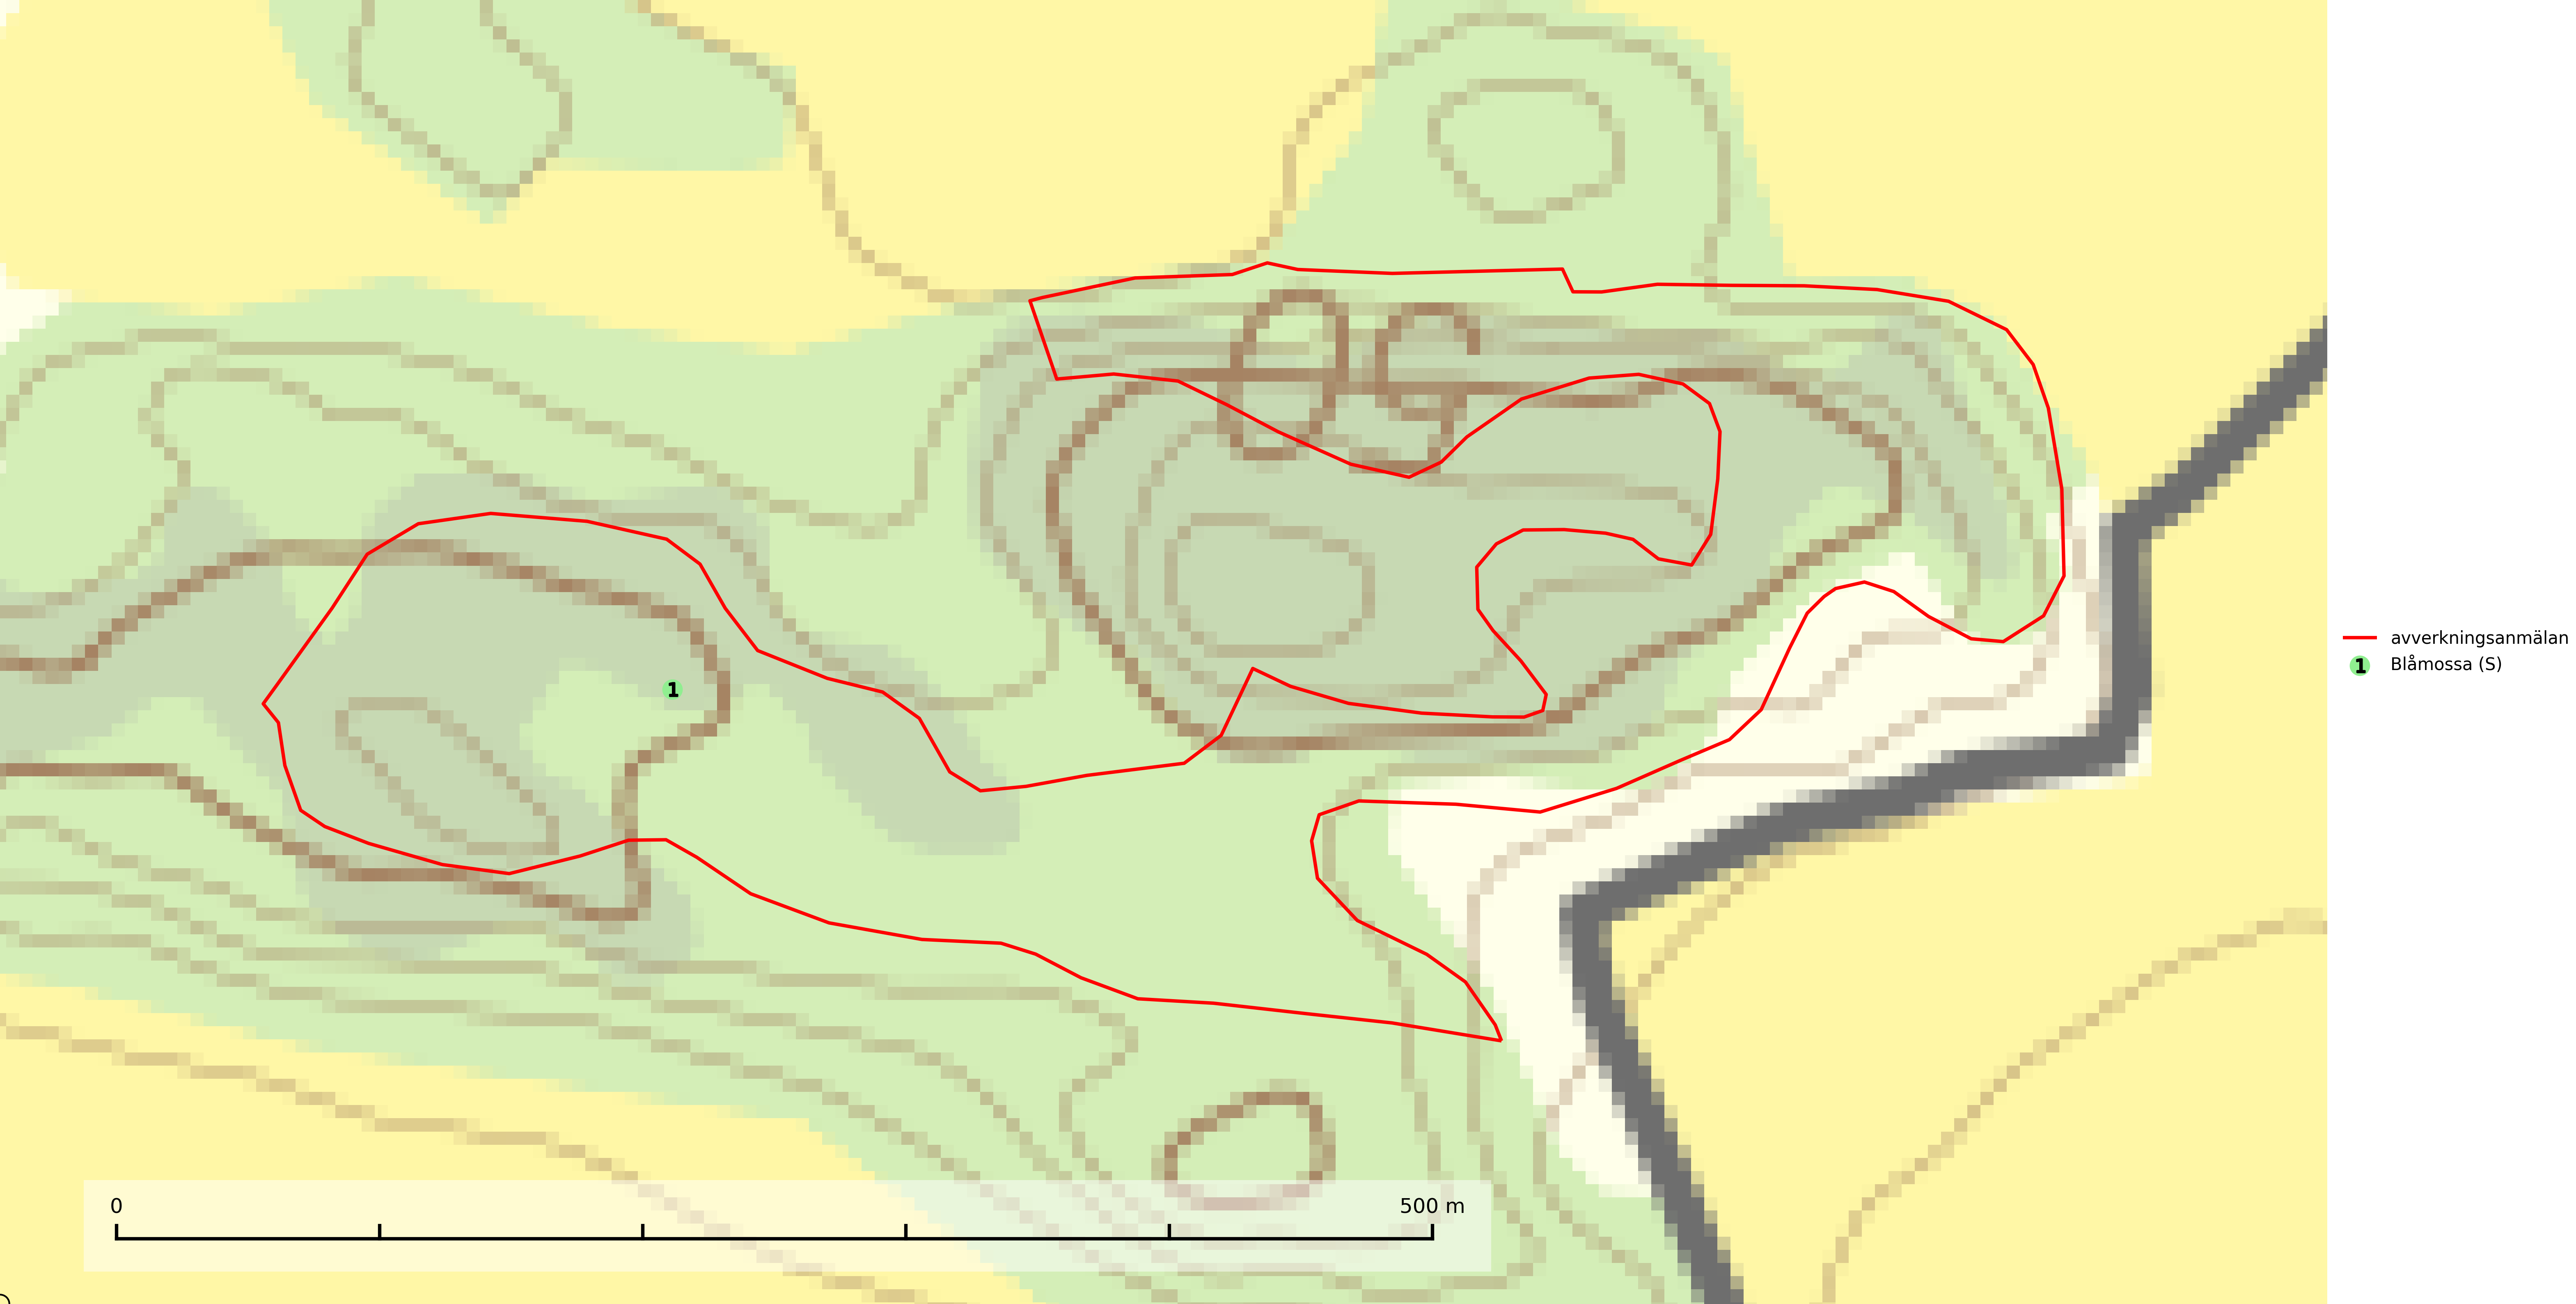 avverkningsanmälan
1 Blåmossa (S)
1
0 500 m